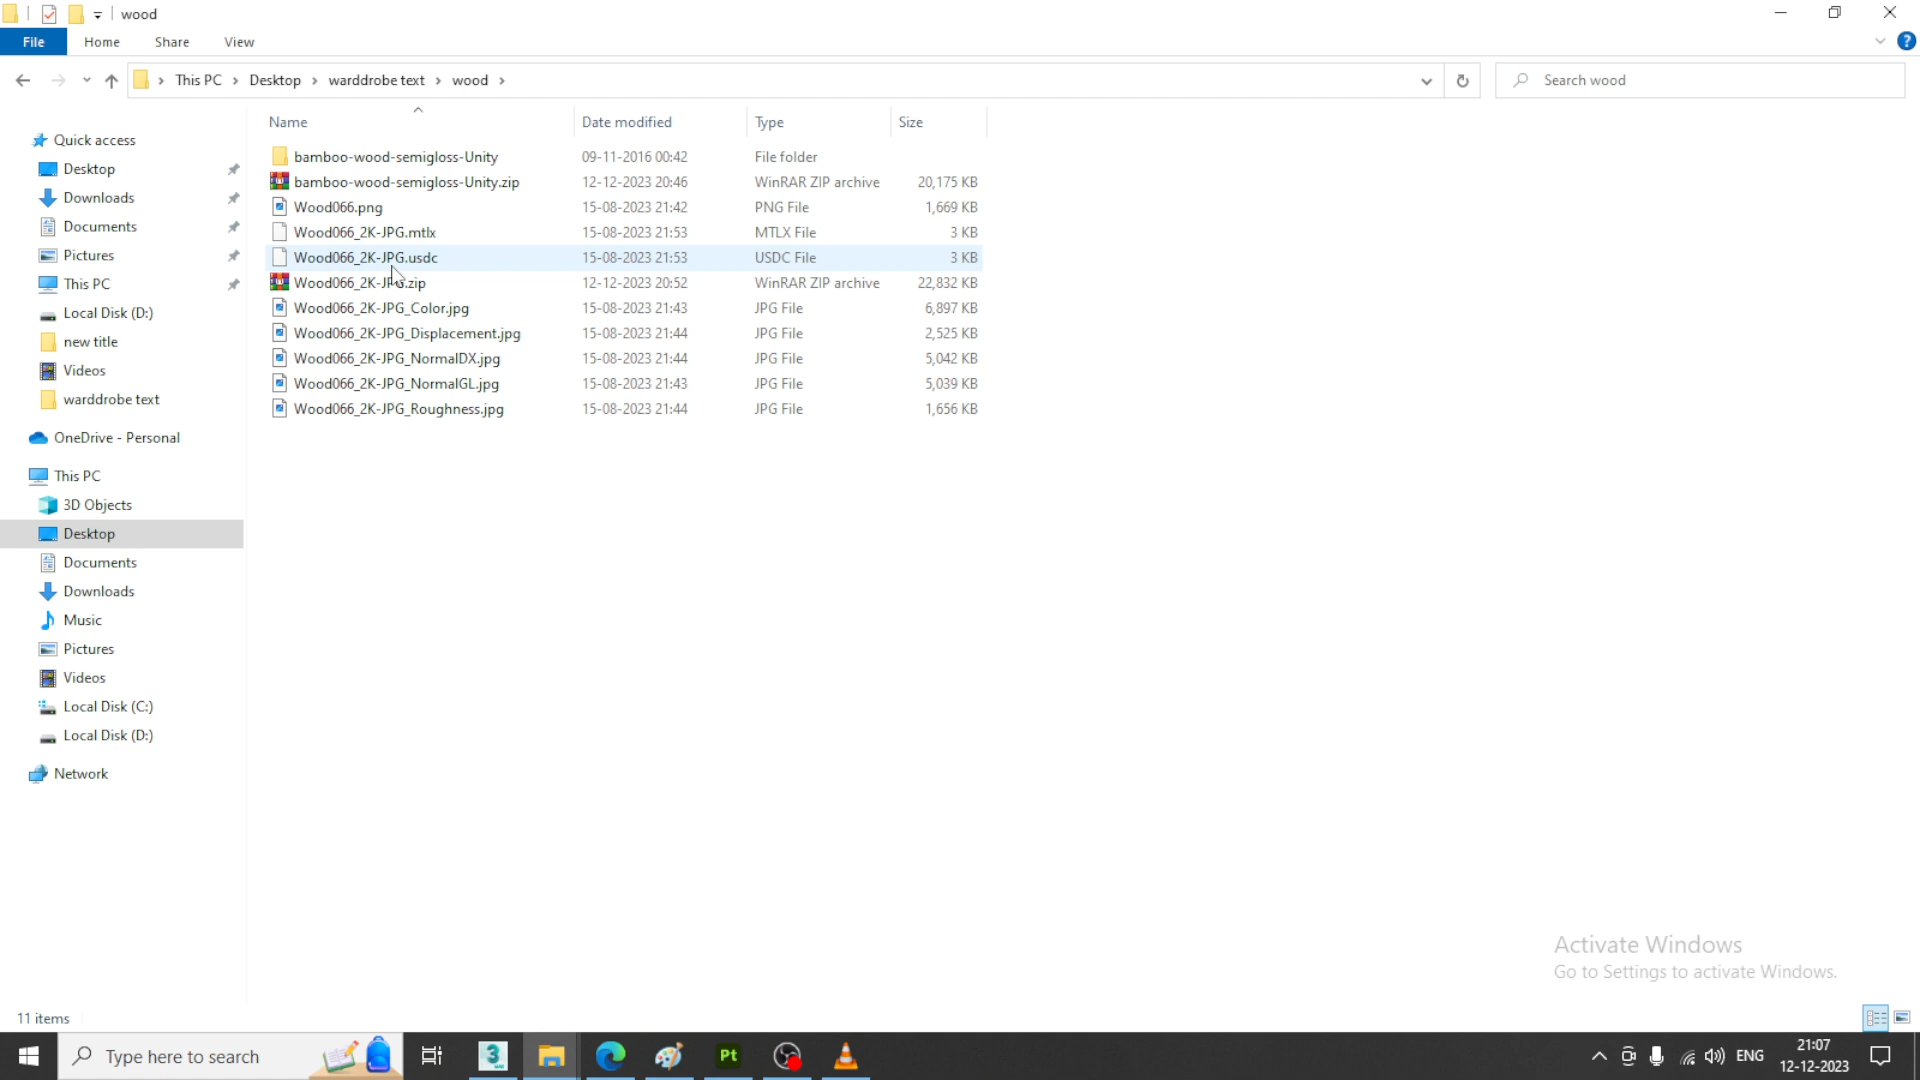 wood
File Home Share View
This PC Desktop warddrobe text wood
Search wood
Name Date modified Type Size
bamboo-wood-semigloss-Unity 09-11-2016 00:42 File folder
bamboo-wood-semigloss-Unity.zip 12-12-2023 20:46 WinRAR ZIP archive 20,175 KB
Wood066.png 15-08-2023 21:42 PNG File 1,669 KB
Wood066_2K-JPG.mtlx 15-08-2023 21:53 MTLX File 3 KB
Wood066_2K-JPG.usdc 15-08-2023 21:53 USDC File 3 KB
Wood066_2K-JPG.zip 12-12-2023 20:52 WinRAR ZIP archive 22,832 KB
Wood066_2K-JPG_Color.jpg 15-08-2023 21:43 JPG File 6,897 KB
Wood066_2K-JPG_Displacement.jpg 15-08-2023 21:44 JPG File 2,525 KB
Wood066_2K-JPG_NormalDX.jpg 15-08-2023 21:44 JPG File 5,042 KB
Wood066_2K-JPG_NormalGL.jpg 15-08-2023 21:43 JPG File 5,039 KB
Wood066_2K-JPG_Roughness.jpg 15-08-2023 21:44 JPG File 1,656 KB
Quick access
Desktop
Downloads
Documents
Pictures
This PC
Local Disk (D:)
new title
Videos
warddrobe text
OneDrive - Personal
This PC
3D Objects
Desktop
Documents
Downloads
Music
Pictures
Videos
Local Disk (C:)
Local Disk (D:)
Network
Activate Windows
Go to Settings to activate Windows.
11 items
Type here to search
3
Pt
ENG
21:07
12-12-2023